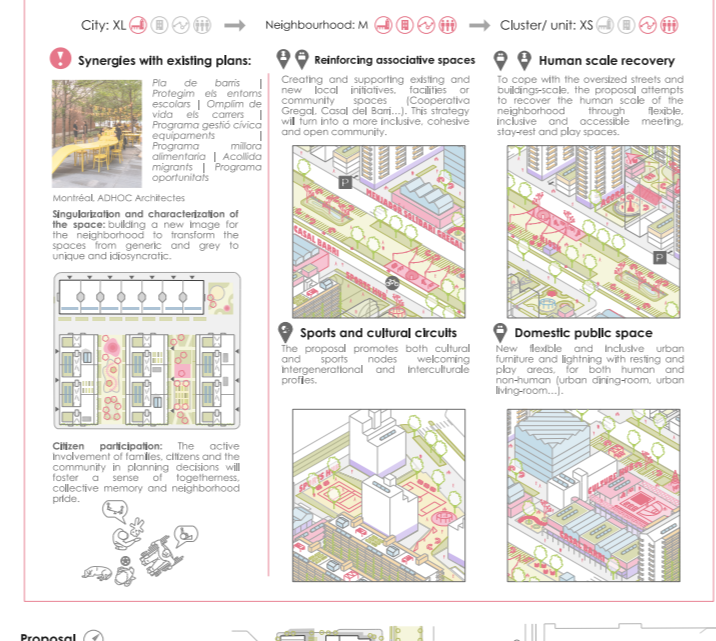 City: XL
Neighbourhood: M
Cluster/ unit: XS
Synergies with existing plans:
Pla de barris |
Protegim els entorns
escolars | Omplim de
vida els carrers |
Programa gestió cívica
equipaments |
Programa millora
alimentaria | Acollida
migrants | Programa
oportunitats
Montréal. ADHOC Architectes
Singularization and characterization of
the space: building a new image for
the neighborhood to transform the
spaces from generic and grey to
unique and idiosyncratic.
Citizen participation: The active
involvement of families, citizens and the
community in planning decisions will
foster a sense of togetherness,
collective memory and neighborhood
pride.
Reinforcing associative spaces
Creating and supporting existing and
new local initiatives, facilities or
community spaces (Cooperativa
Gregal, Casal del Barri...). This strategy
will turn into a more inclusive, cohesive
and open community.
P
MENJADOR SOLIDARI GREGAL
CASAL BARRI
SPORTS HUB
Sports and cultural circuits
The proposal promotes both cultural
and sports nodes welcoming
intergenerational and interculturale
profiles.
Human scale recovery
To cope with the oversized streets and
buildings-scale, the proposal attempts
to recover the human scale of the
neighborhood through flexible,
inclusive and accessible meeting,
stay-rest and play spaces.
P
Domestic public space
New flexible and inclusive urban
furniture and lightning with resting and
play areas, for both human and
non-human (urban dining-room, urban
living-room...).
CASAL BARRI
Proposal